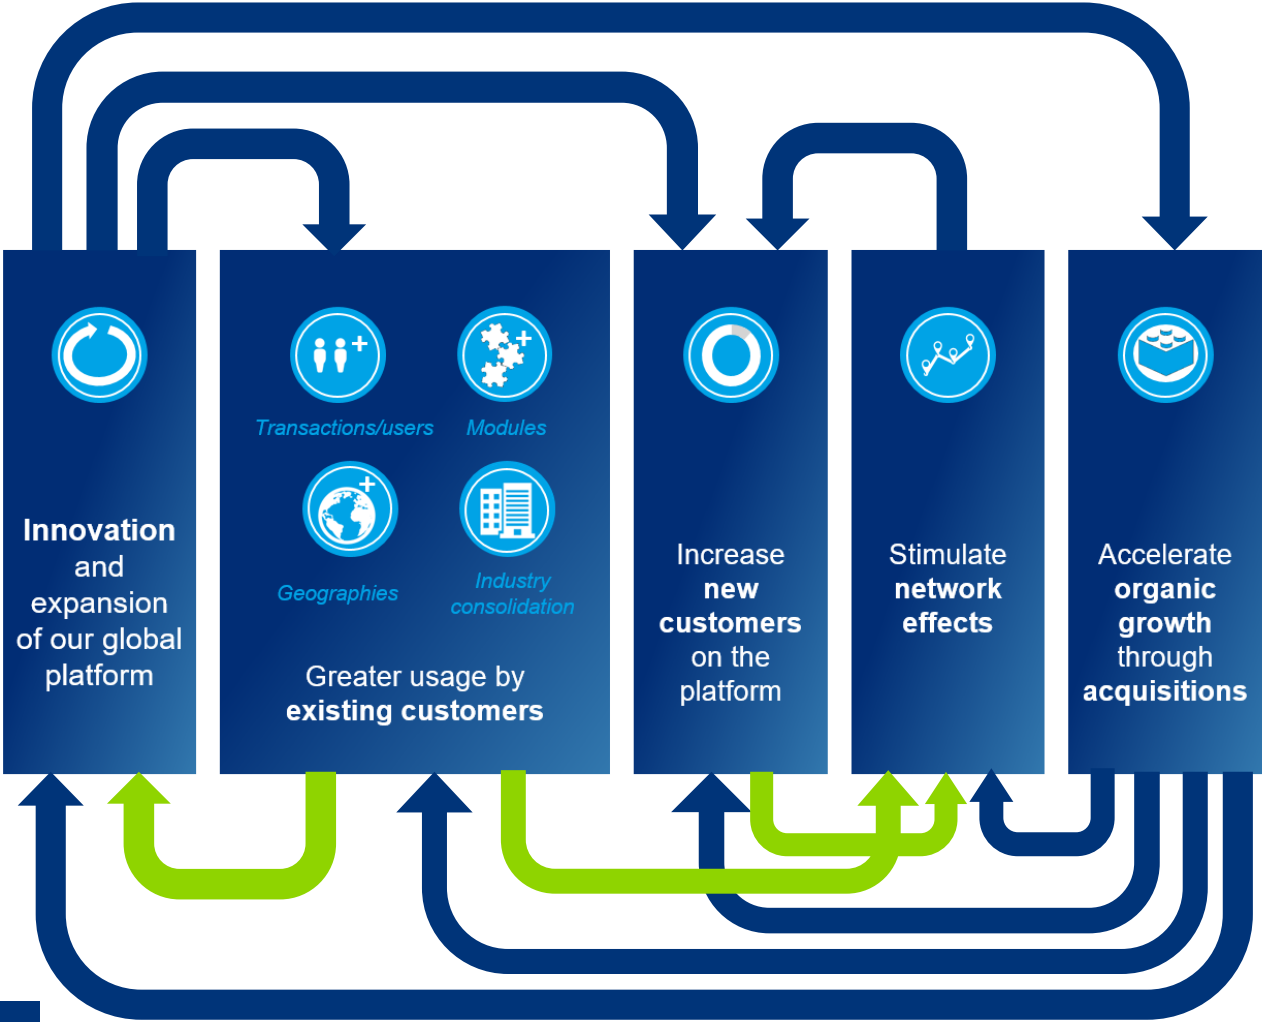 Innovation
and
expansion
of our global
platform
Transactions/users
Modules
Geographies
Industry
consolidation
Greater usage by
existing customers
Increase
new
customers
on the
platform
Stimulate
network
effects
Accelerate
organic
growth
through
acquisitions